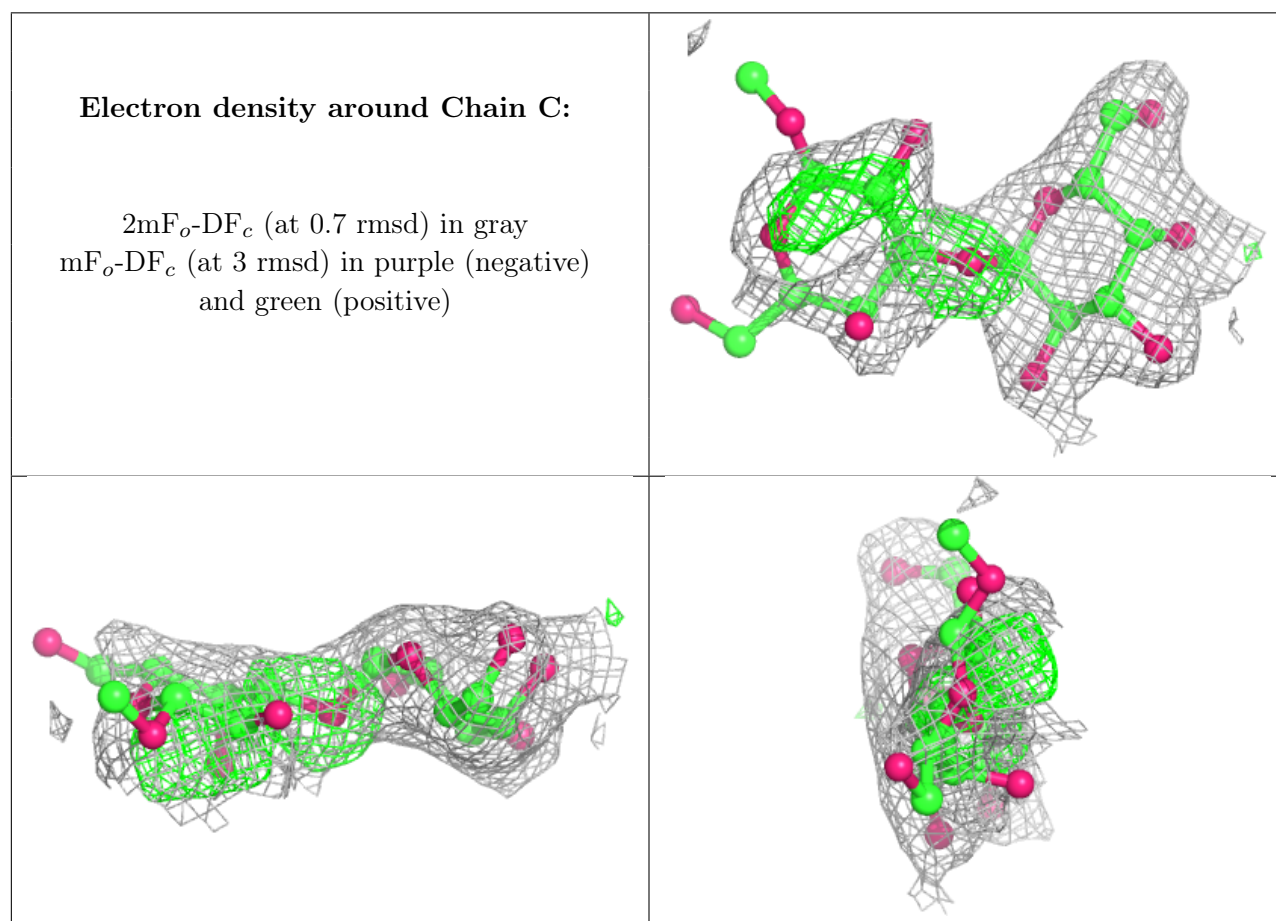 Electron density around Chain C:
2mFo-DFc (at 0.7 rmsd) in gray
mFo-DFc (at 3 rmsd) in purple (negative)
and green (positive)